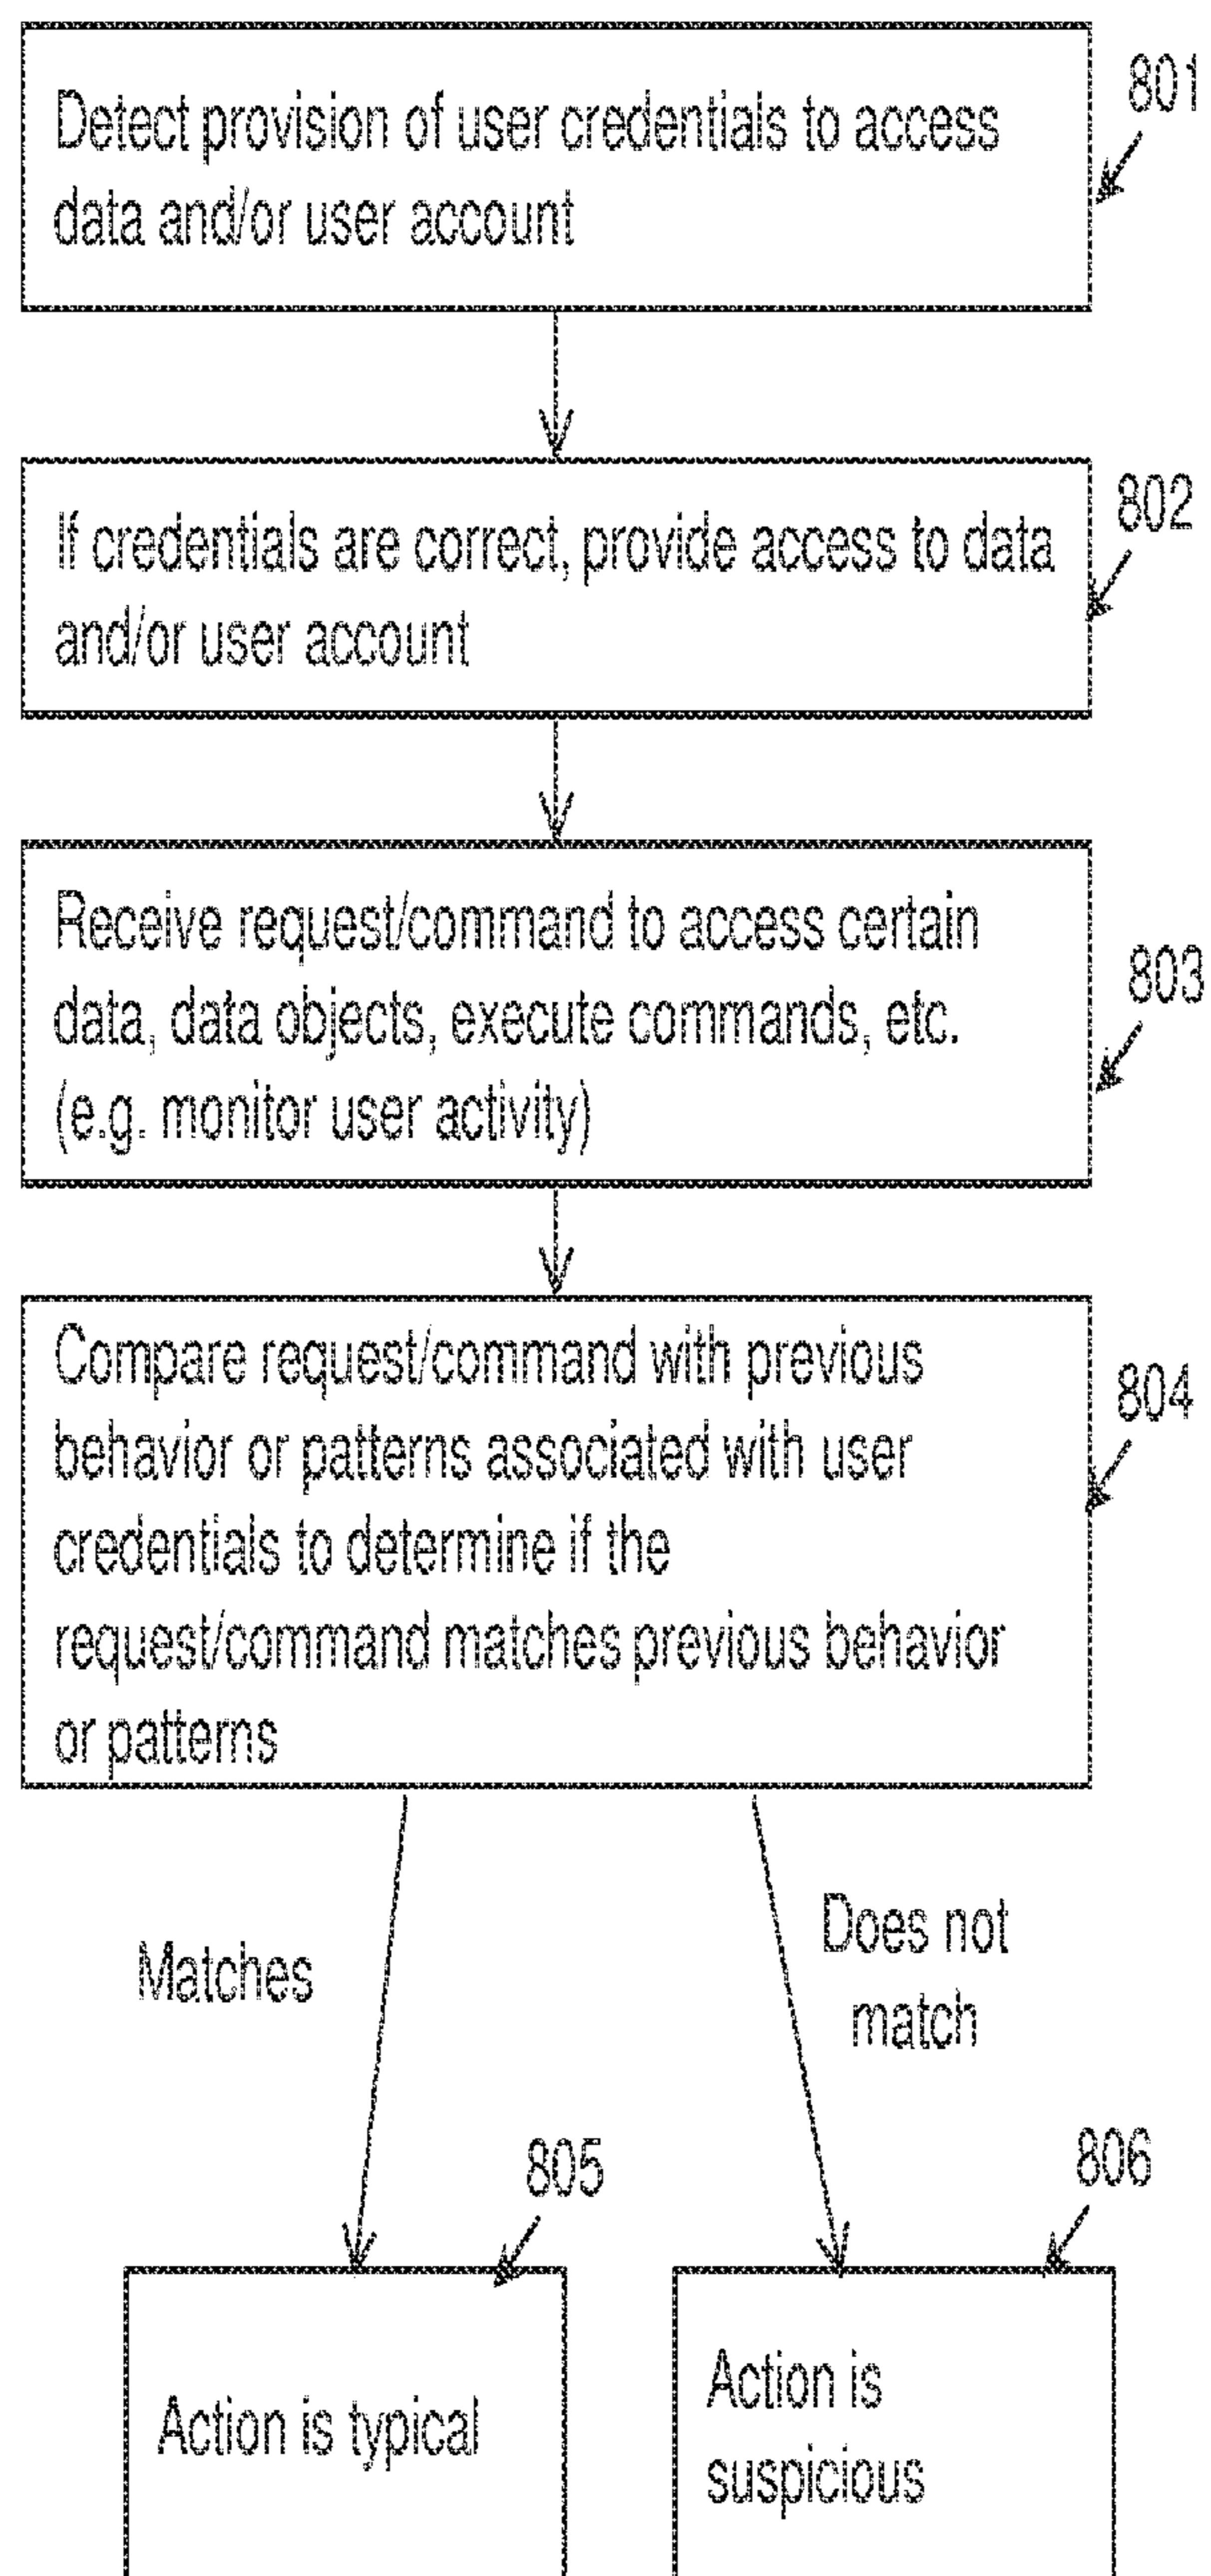 Detect provision of user credentials to access
data and/or user account
801
If credentials are correct, provide access to data
and/or user account
802
Receive request/command to access certain
data, data objects, execute commands, etc.
(e.g. monitor user activity)
803
Compare request/command with previous
behavior or patterns associated with user
credentials to determine if the
request/command matches previous behavior
or patterns
804
Matches
Does not
match
805
806
Action is typical
Action is
suspicious